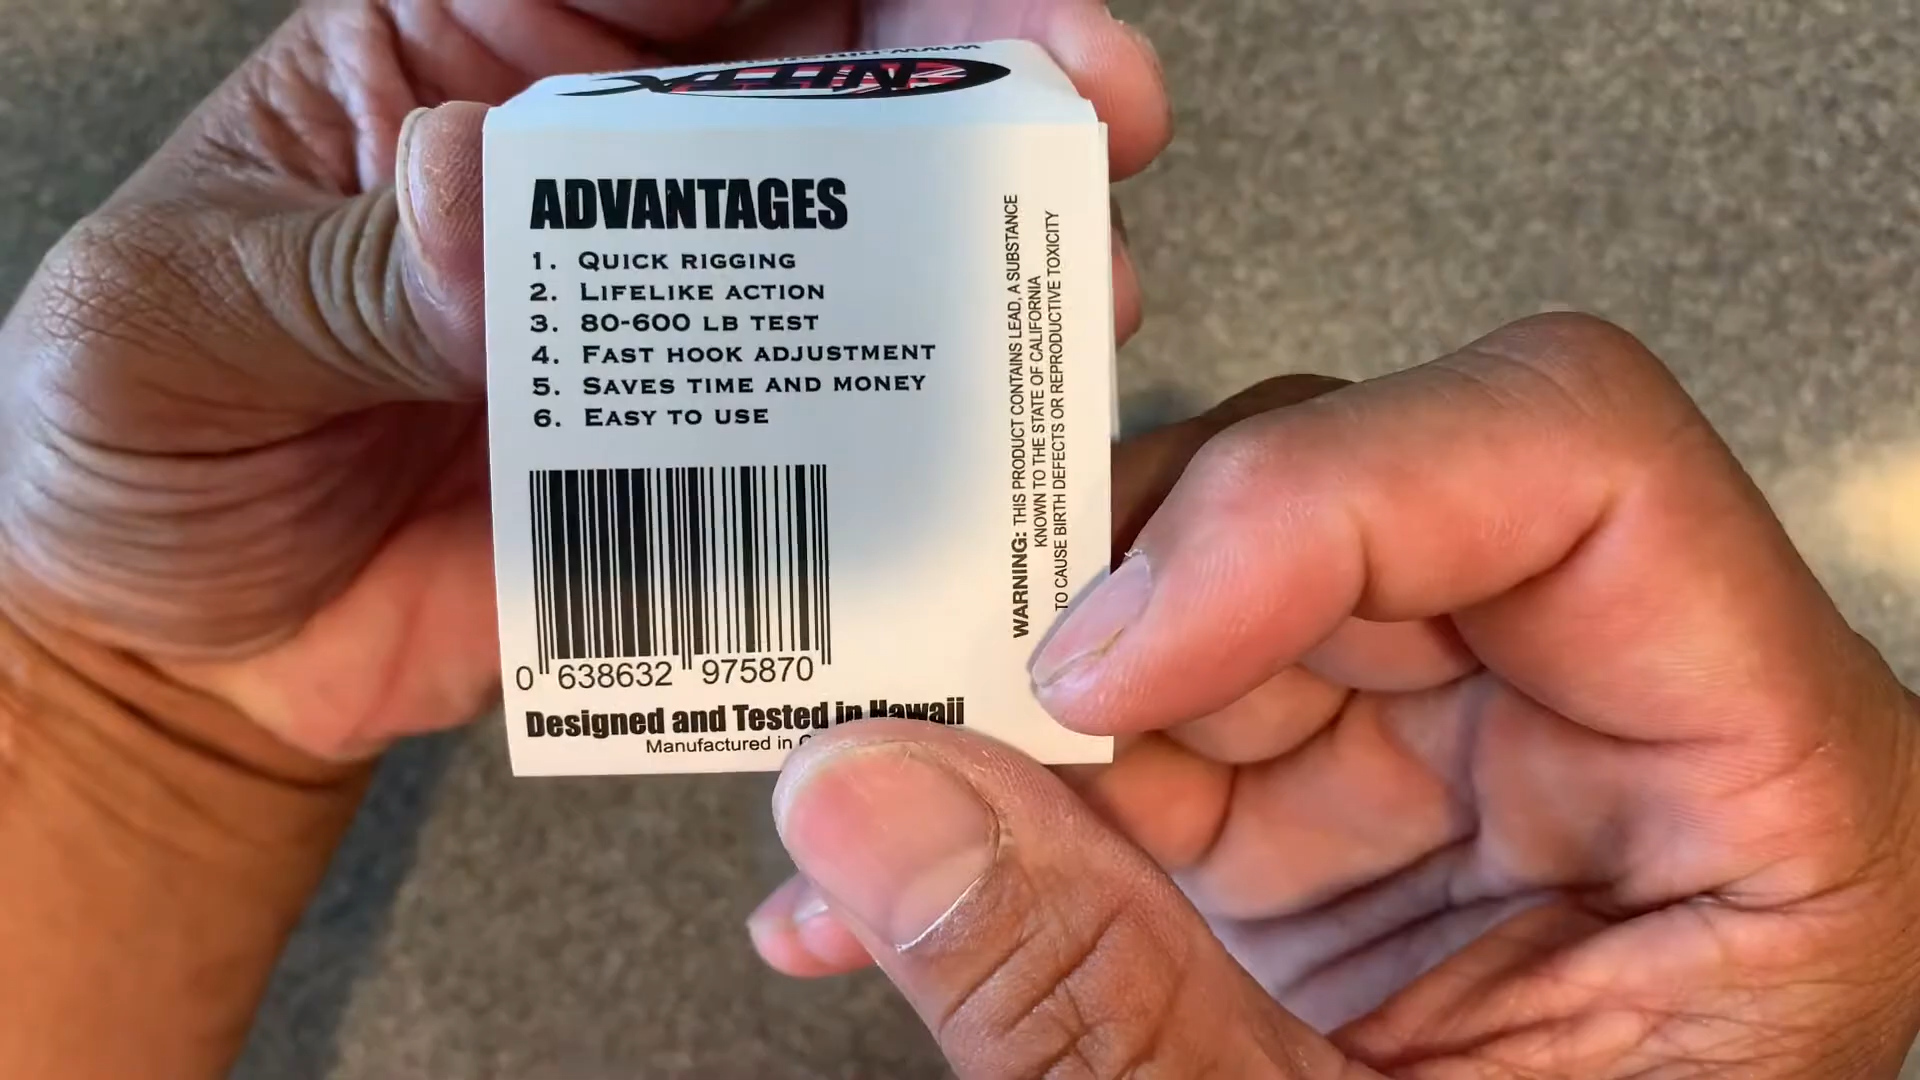 ADVANTAGES
1. QUICK RIGGING
2. LIFELIKE ACTION
3. 80-600 LB TEST
4. FAST HOOK ADJUSTMENT
5. SAVES TIME AND MONEY
6. EASY TO USE
0 638632 975870
Designed and Tested in Hawaii
Manufactured in
WARNING: THIS PRODUCT CONTAINS LEAD, A SUBSTANCE
KNOWN TO THE STATE OF CALIFORNIA
TO CAUSE BIRTH DEFECTS OR REPRODUCTIVE TOXICITY